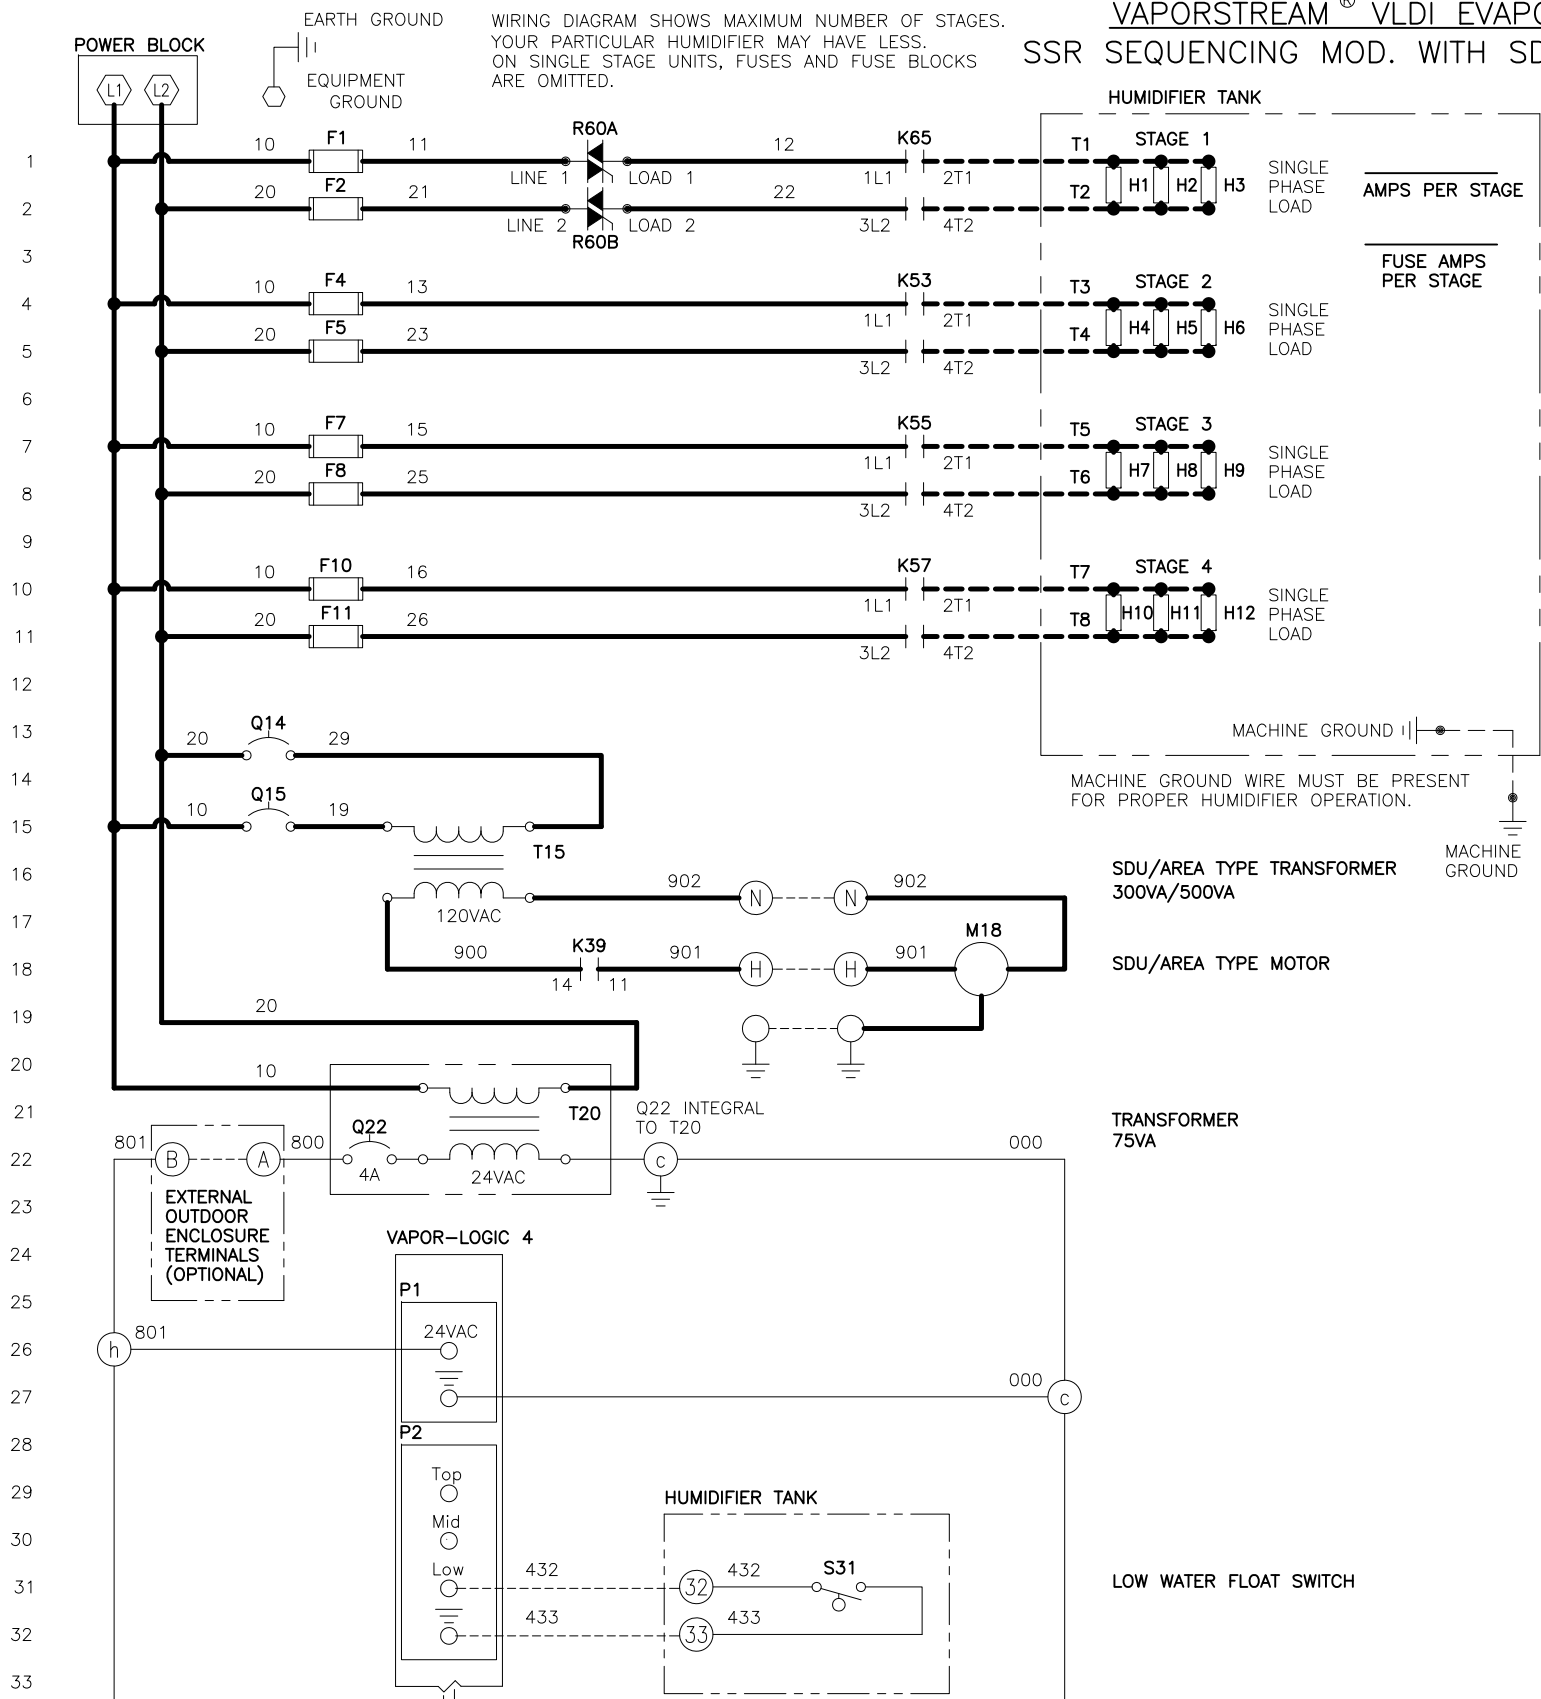 EARTH GROUND
WIRING DIAGRAM SHOWS MAXIMUM NUMBER OF STAGES.
YOUR PARTICULAR HUMIDIFIER MAY HAVE LESS.
ON SINGLE STAGE UNITS, FUSES AND FUSE BLOCKS
ARE OMITTED.
VAPORSTREAM ® VLDI
SSR SEQUENCING MOD. WITH
POWER BLOCK
L1 L2
EQUIPMENT
GROUND
HUMIDIFIER TANK
1 10 F1 11 R60A 12 K65 T1 STAGE 1
LINE 1 LOAD 1 1L1 2T1
H1 H2 H3
SINGLE
PHASE
LOAD
AMPS PER STAGE
2 20 F2 21 22 T2
LINE 2 LOAD 2 3L2 4T2
R60B
3
FUSE AMPS
PER STAGE
4 10 F4 13 K53 T3 STAGE 2
1L1 2T1
H4 H5 H6
SINGLE
PHASE
LOAD
5 20 F5 23 T4
3L2 4T2
6
7 10 F7 15 K55 T5 STAGE 3
1L1 2T1
H7 H8 H9
SINGLE
PHASE
LOAD
8 20 F8 25 T6
3L2 4T2
9
10 10 F10 16 K57 T7 STAGE 4
1L1 2T1
H10 H11 H12
SINGLE
PHASE
LOAD
11 20 F11 26 T8
3L2 4T2
12
13 20 Q14 29
MACHINE GROUND
14
MACHINE GROUND WIRE MUST BE PRESENT
FOR PROPER HUMIDIFIER OPERATION.
15 10 Q15 19
T15
MACHINE
GROUND
16 902 N N 902
SDU/AREA TYPE TRANSFORMER
300VA/500VA
120VAC
17
18 900 K39 901 H H 901 M18
14 11
SDU/AREA TYPE MOTOR
19 20
20 10
21 T20
Q22 INTEGRAL
TO T20
TRANSFORMER
75VA
22 801 B A 800 Q22 c 000
4A 24VAC
23
EXTERNAL
OUTDOOR
ENCLOSURE
TERMINALS
(OPTIONAL)
24
VAPOR-LOGIC 4
25 P1
26 h 801 24VAC
27 000 c
28 P2
29 Top
HUMIDIFIER TANK
30 Mid
31 Low 432 32 432 S31
LOW WATER FLOAT SWITCH
32 433 33 433
33